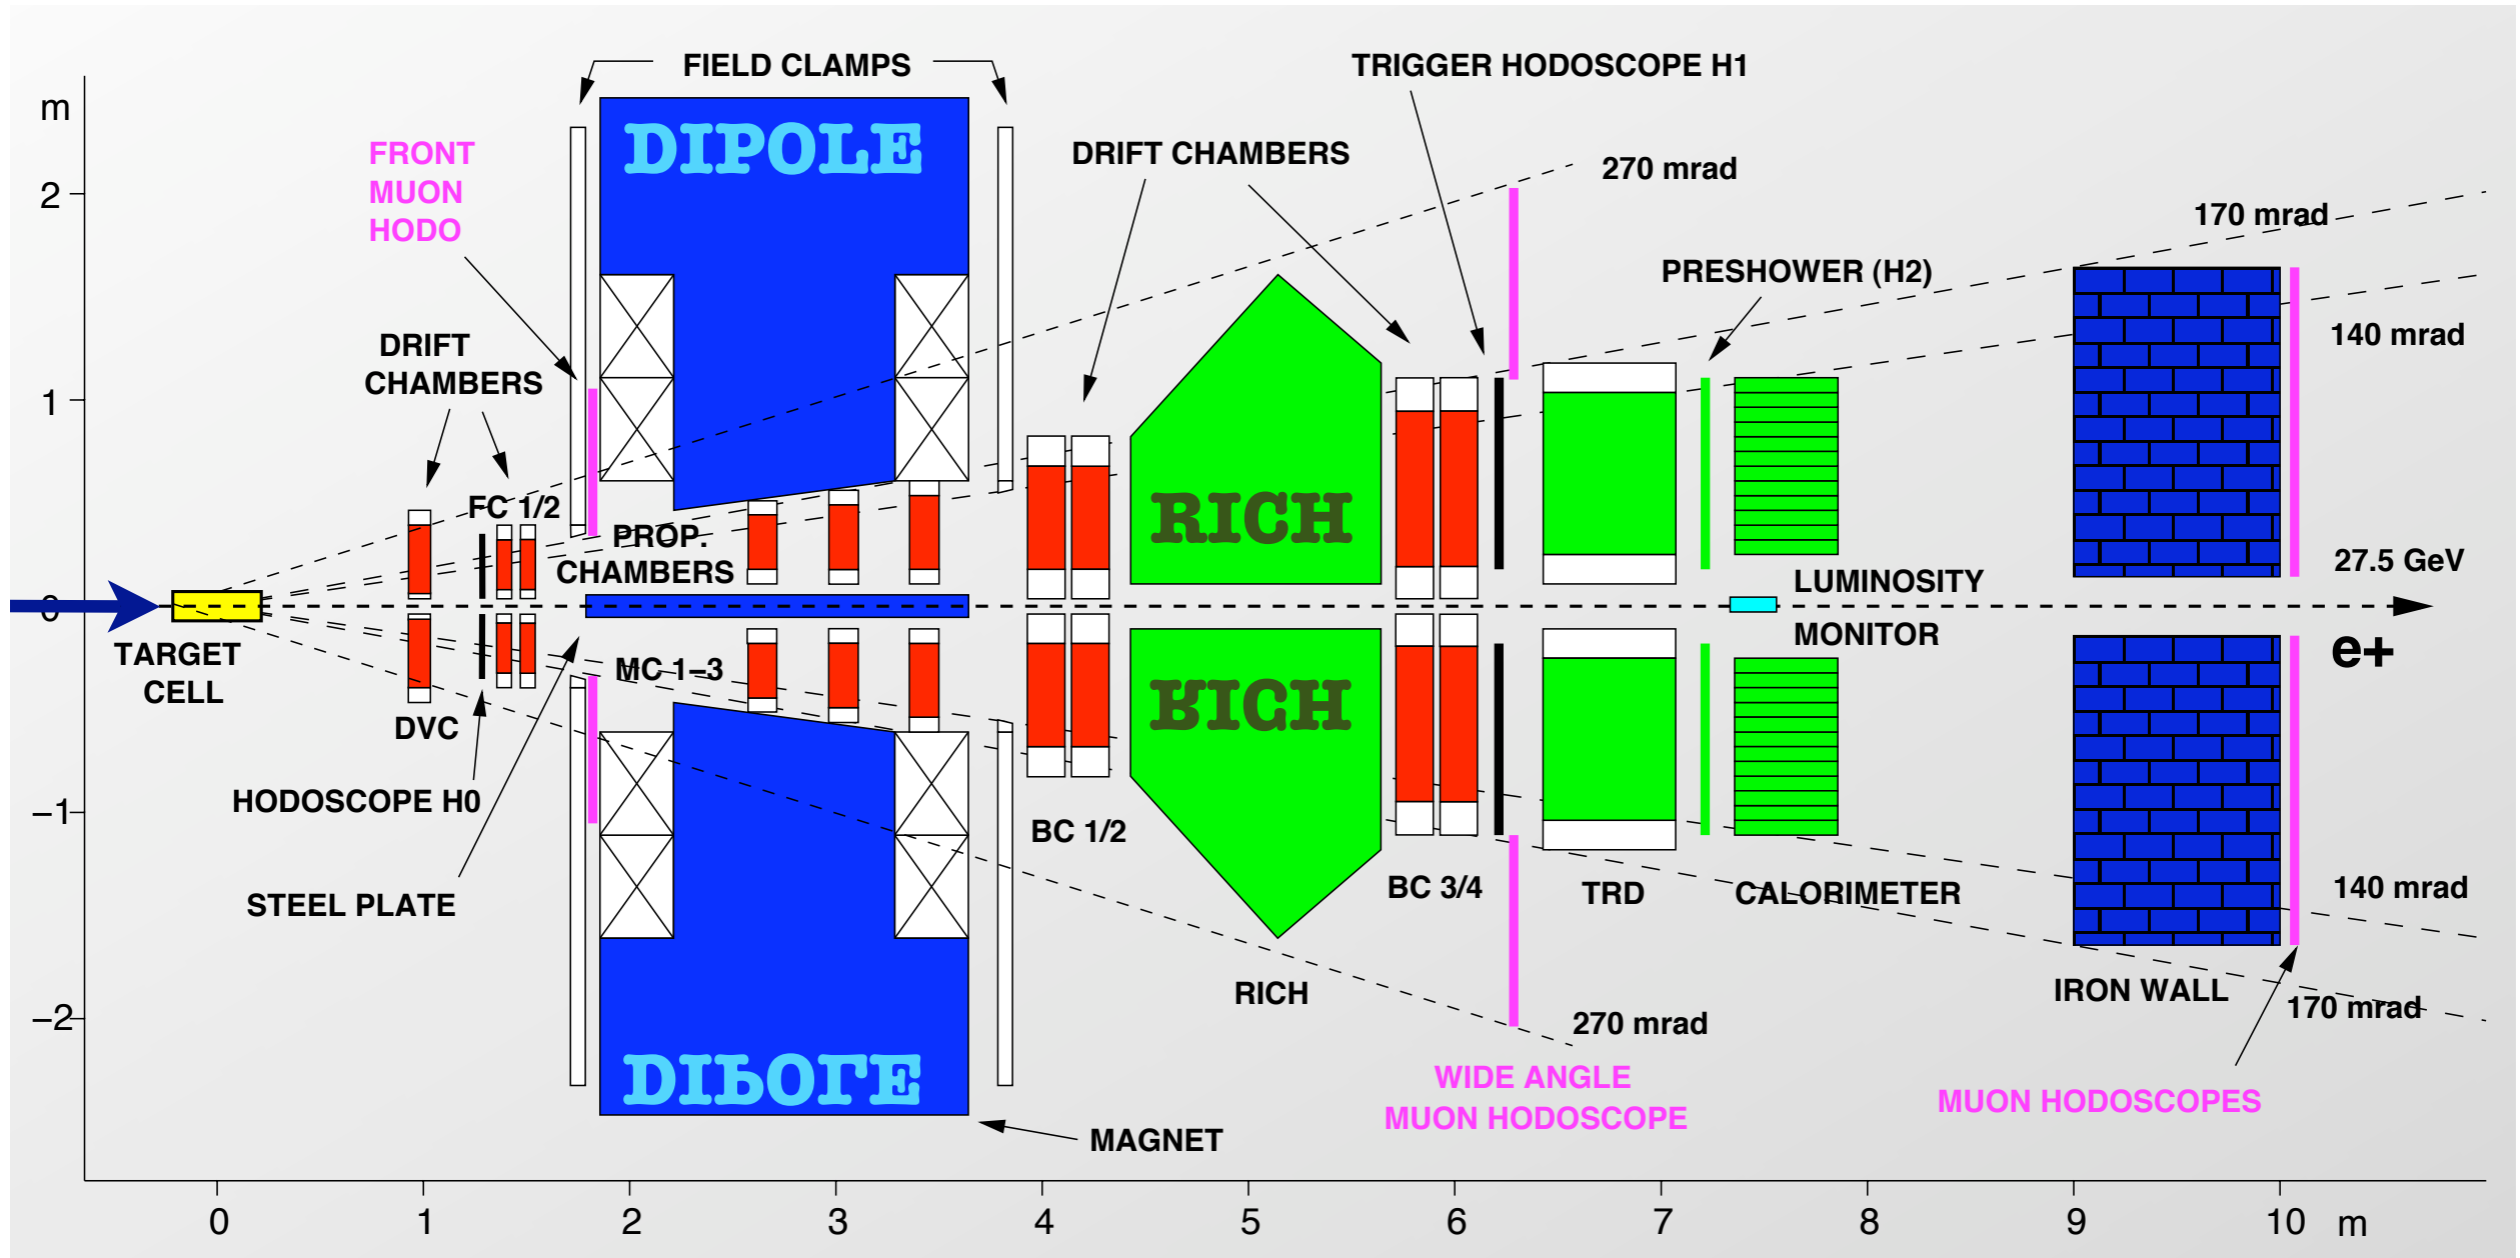 FIELD CLAMPS
TRIGGER HODOSCOPE H1
m
DIPOLE
FRONT
MUON
HODO
DRIFT CHAMBERS
270 mrad
2
170 mrad
PRESHOWER (H2)
DRIFT
CHAMBERS
140 mrad
1
FC 1/2
RICH
PROP.
CHAMBERS
27.5 GeV
LUMINOSITY
0
MONITOR
e+
TARGET
CELL
MC 1–3
RICH
DVC
HODOSCOPE H0
–1
BC 1/2
BC 3/4
TRD
CALORIMETER
140 mrad
STEEL PLATE
RICH
IRON WALL
170 mrad
–2
270 mrad
DIPOLE
WIDE ANGLE
MUON HODOSCOPE
MUON HODOSCOPES
MAGNET
0 1 2 3 4 5 6 7 8 9 10 m